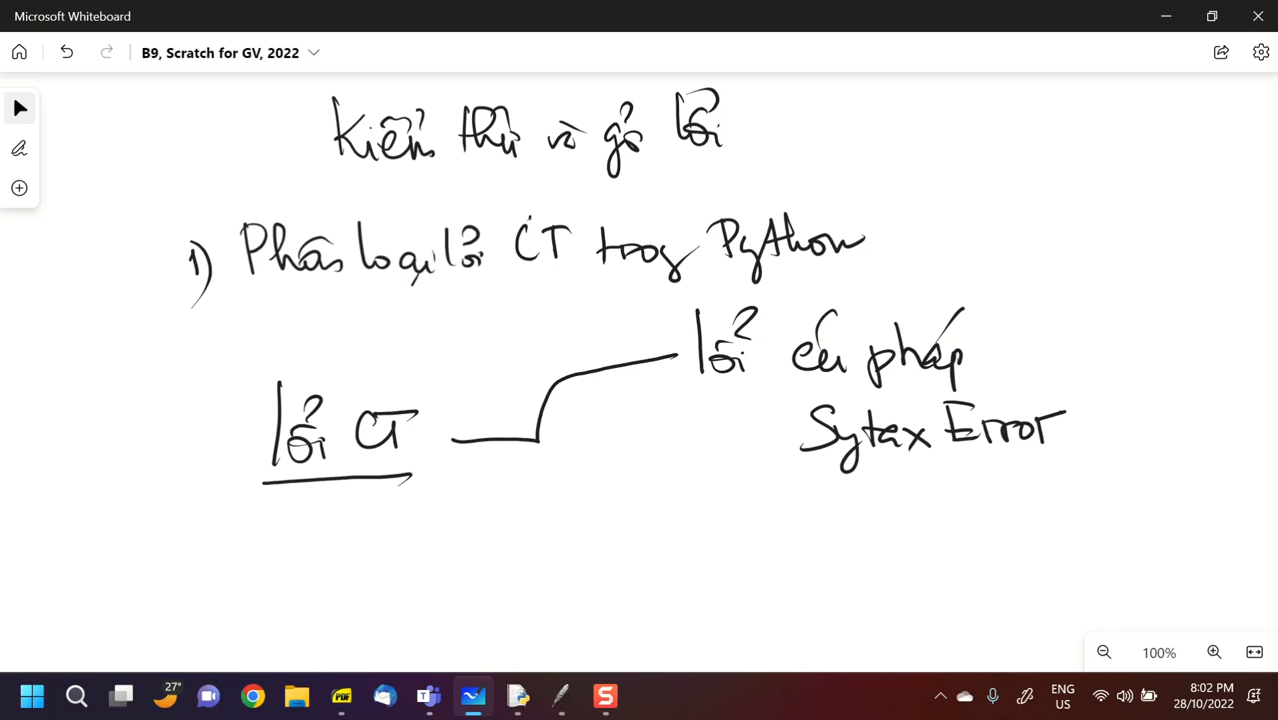 Microsoft Whiteboard
B9, Scratch for GV, 2022
Kiểm thử và gỡ lỗi
1) Phân loại lỗi CT trong Python
lỗi cú pháp
lỗi CT
Sytax Error
100%
27°
PDF
ENG
US
8:02 PM
28/10/2022